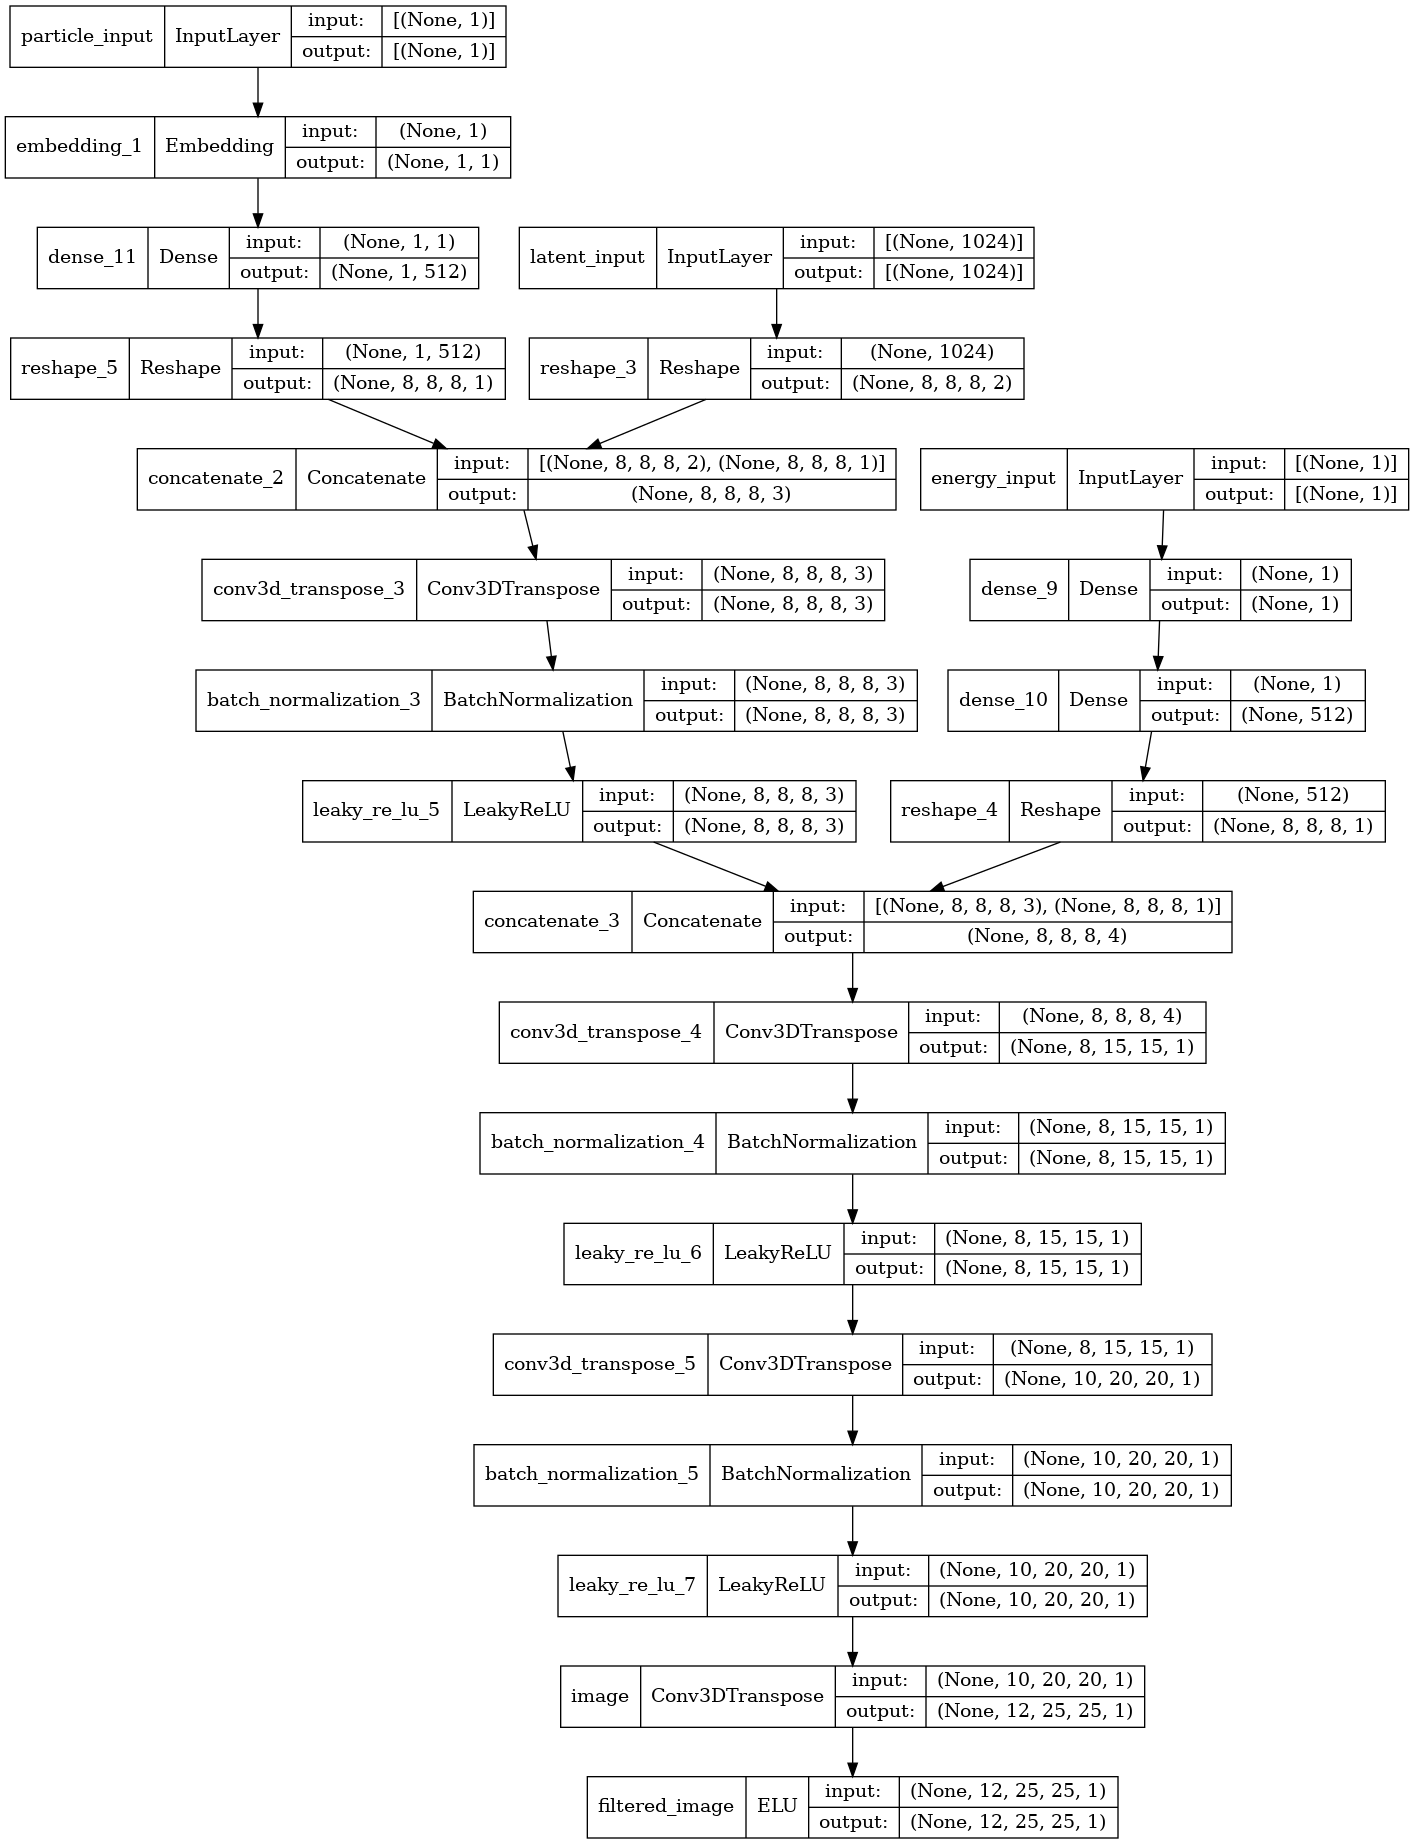 particle_input InputLayer input: [(None, 1)]
output: [(None, 1)]
embedding_1 Embedding input: (None, 1)
output: (None, 1, 1)
dense_11 Dense input: (None, 1, 1)
output: (None, 1, 512)
latent_input InputLayer input: [(None, 1024)]
output: [(None, 1024)]
reshape_5 Reshape input: (None, 1, 512)
output: (None, 8, 8, 8, 1)
reshape_3 Reshape input: (None, 1024)
output: (None, 8, 8, 8, 2)
concatenate_2 Concatenate input: [(None, 8, 8, 8, 2), (None, 8, 8, 8, 1)]
output: (None, 8, 8, 8, 3)
energy_input InputLayer input: [(None, 1)]
output: [(None, 1)]
conv3d_transpose_3 Conv3DTranspose input: (None, 8, 8, 8, 3)
output: (None, 8, 8, 8, 3)
dense_9 Dense input: (None, 1)
output: (None, 1)
batch_normalization_3 BatchNormalization input: (None, 8, 8, 8, 3)
output: (None, 8, 8, 8, 3)
dense_10 Dense input: (None, 1)
output: (None, 512)
leaky_re_lu_5 LeakyReLU input: (None, 8, 8, 8, 3)
output: (None, 8, 8, 8, 3)
reshape_4 Reshape input: (None, 512)
output: (None, 8, 8, 8, 1)
concatenate_3 Concatenate input: [(None, 8, 8, 8, 3), (None, 8, 8, 8, 1)]
output: (None, 8, 8, 8, 4)
conv3d_transpose_4 Conv3DTranspose input: (None, 8, 8, 8, 4)
output: (None, 8, 15, 15, 1)
batch_normalization_4 BatchNormalization input: (None, 8, 15, 15, 1)
output: (None, 8, 15, 15, 1)
leaky_re_lu_6 LeakyReLU input: (None, 8, 15, 15, 1)
output: (None, 8, 15, 15, 1)
conv3d_transpose_5 Conv3DTranspose input: (None, 8, 15, 15, 1)
output: (None, 10, 20, 20, 1)
batch_normalization_5 BatchNormalization input: (None, 10, 20, 20, 1)
output: (None, 10, 20, 20, 1)
leaky_re_lu_7 LeakyReLU input: (None, 10, 20, 20, 1)
output: (None, 10, 20, 20, 1)
image Conv3DTranspose input: (None, 10, 20, 20, 1)
output: (None, 12, 25, 25, 1)
filtered_image ELU input: (None, 12, 25, 25, 1)
output: (None, 12, 25, 25, 1)